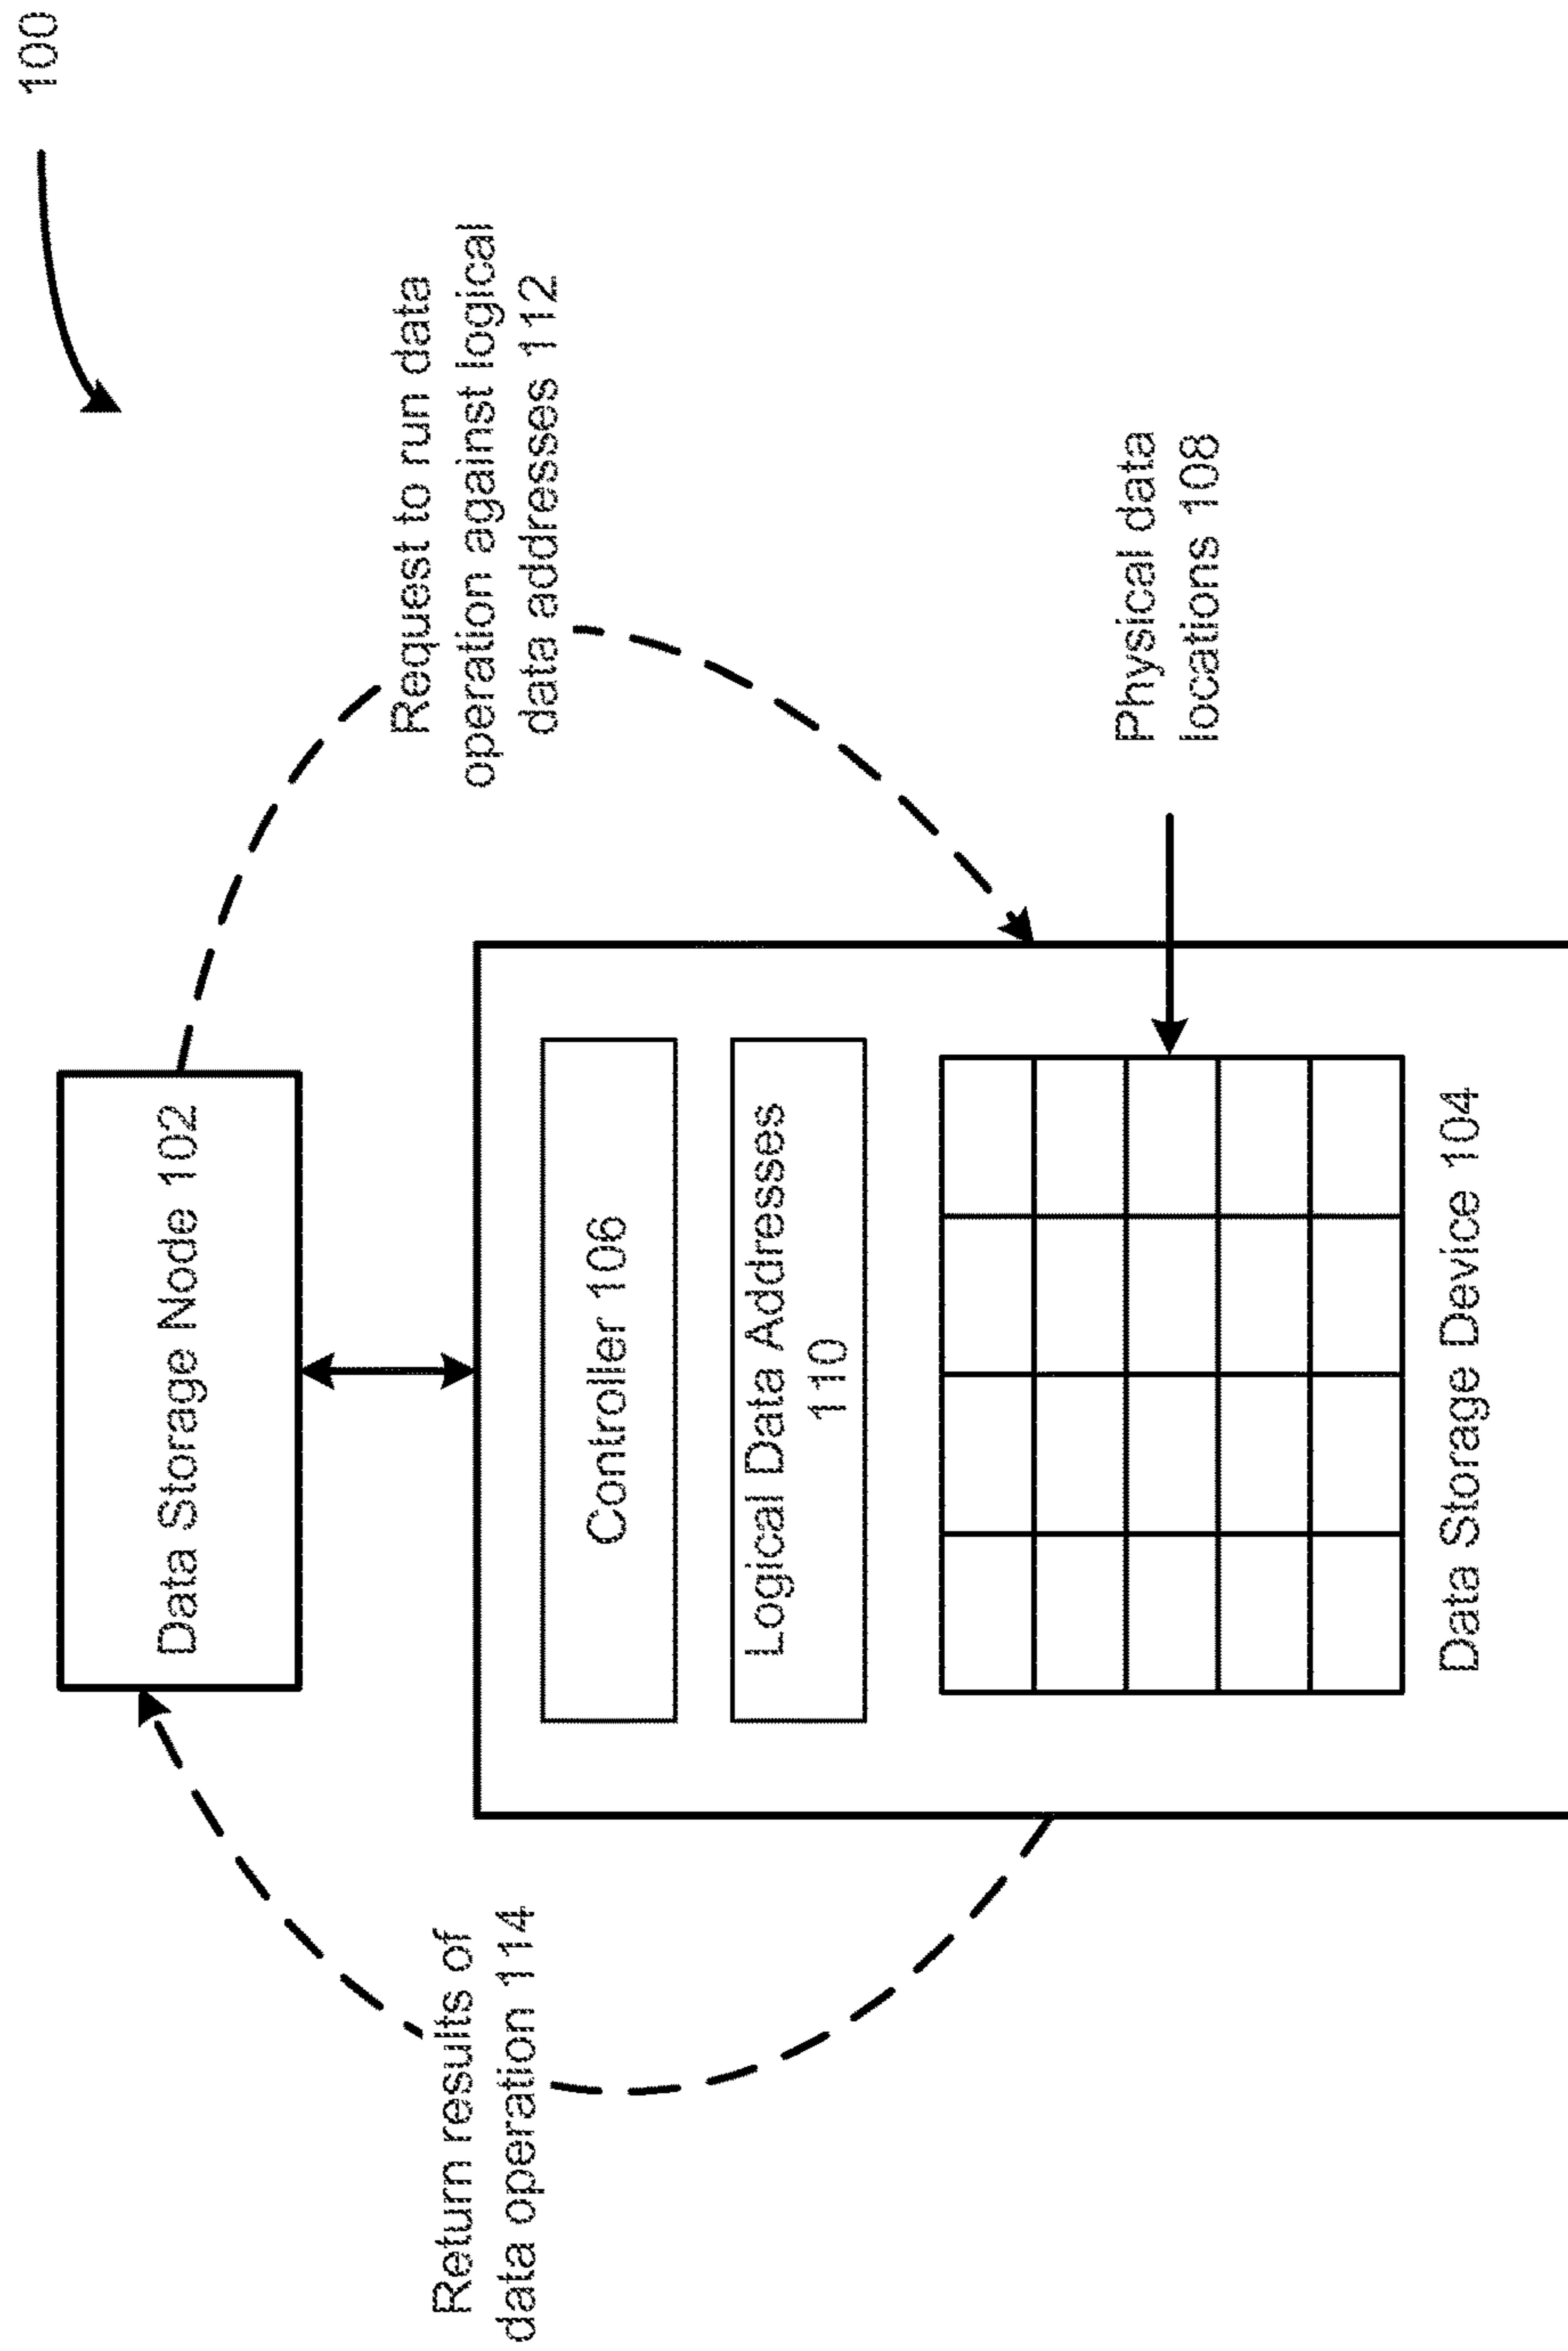 100
Data Storage Node 102
Request to run data
operation against logical
data addresses 112
Return results of
data operation 114
Controller 106
Logical Data Addresses
110
Physical data
locations 108
Data Storage Device 104